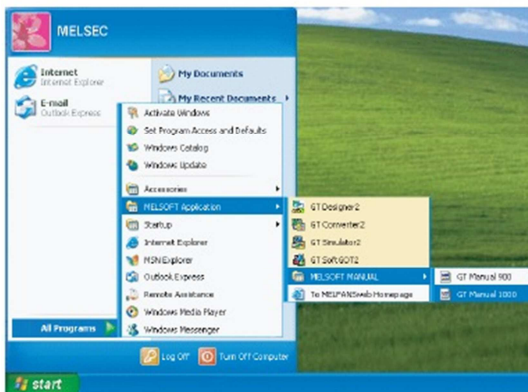 MELSEC
Internet
Internet Explorer
E-mail
Outlook Express
My Documents
My Recent Documents
Activate Windows
Set Program Access and Defaults
Windows Catalog
Windows Update
Accessories
MELSOFT Application
Startup
Internet Explorer
MSN Explorer
Outlook Express
Remote Assistance
Windows Media Player
Windows Messenger
GT Designer2
GT Converter2
GT Simulator2
GT SoftGOT2
MELSOFT MANUAL
To MELFANSweb Homepage
GT Manual 900
GT Manual 1000
All Programs
Log Off
Turn Off Computer
start